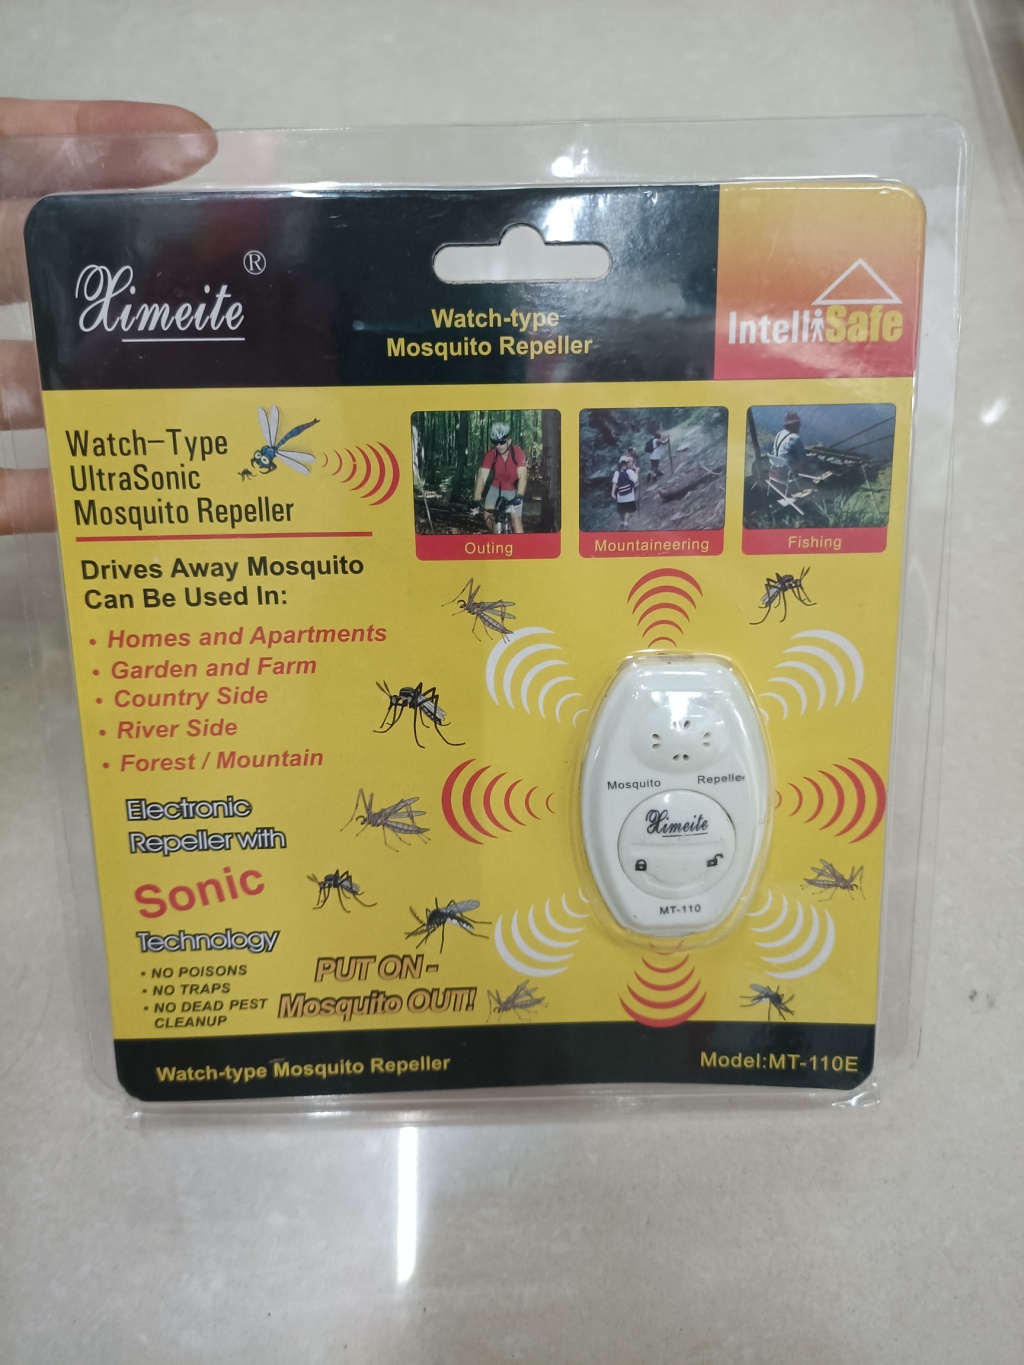 Ximeite®
Watch-type
Mosquito Repeller
IntelliSafe
Watch-Type
UltraSonic
Mosquito Repeller
Outing
Mountaineering
Fishing
Drives Away Mosquito
Can Be Used In:
• Homes and Apartments
• Garden and Farm
• Country Side
• River Side
• Forest / Mountain
Mosquito Repeller
Ximeite
MT-110
Electronic
Repeller with
Sonic
Technology
• NO POISONS
• NO TRAPS
• NO DEAD PEST
CLEANUP
PUT ON -
Mosquito OUT!
Watch-type Mosquito Repeller
Model:MT-110E